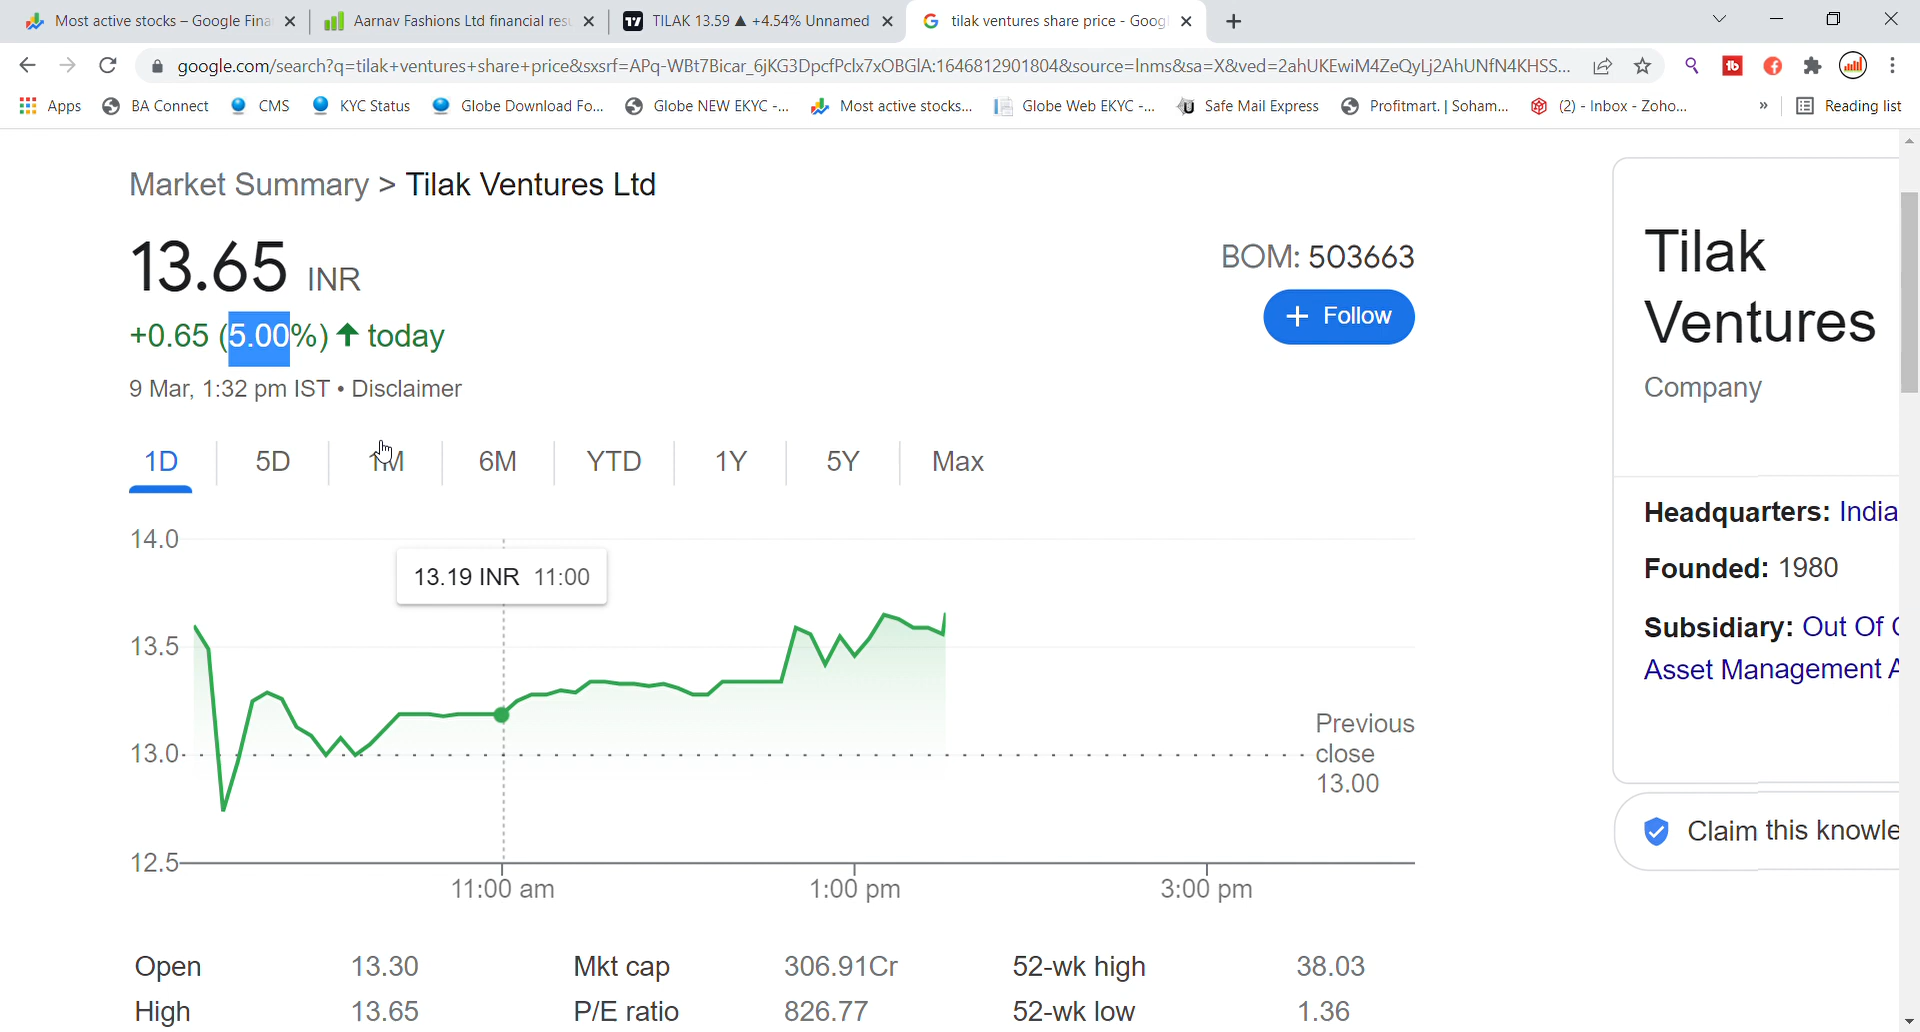 Most active stocks – Google Fina
Aarnav Fashions Ltd financial res
TILAK 13.59 ▲ +4.54% Unnamed
tilak ventures share price - Goog
google.com/search?q=tilak+ventures+share+price&sxsrf=APq-WBt7Bicar_6jKG3DpcfPclx7xOBGlA:1646812901804&source=lnms&sa=X&ved=2ahUKEwiM4ZeQyLj2AhUNfN4KHSS...
Apps BA Connect CMS KYC Status Globe Download Fo... Globe NEW EKYC -... Most active stocks... Globe Web EKYC -... Safe Mail Express Profitmart. | Soham... (2) - Inbox - Zoho... » Reading list
Market Summary > Tilak Ventures Ltd
13.65 INR
+0.65 (5.00%) ↑ today
9 Mar, 1:32 pm IST • Disclaimer
BOM: 503663
+ Follow
1D 5D 1M 6M YTD 1Y 5Y Max
14.0
13.19 INR 11:00
13.5
13.0
12.5
Previous
close
13.00
11:00 am 1:00 pm 3:00 pm
Open 13.30 Mkt cap 306.91Cr 52-wk high 38.03
High 13.65 P/E ratio 826.77 52-wk low 1.36
Tilak
Ventures
Company
Headquarters: India
Founded: 1980
Subsidiary: Out Of
Asset Management A
Claim this knowle